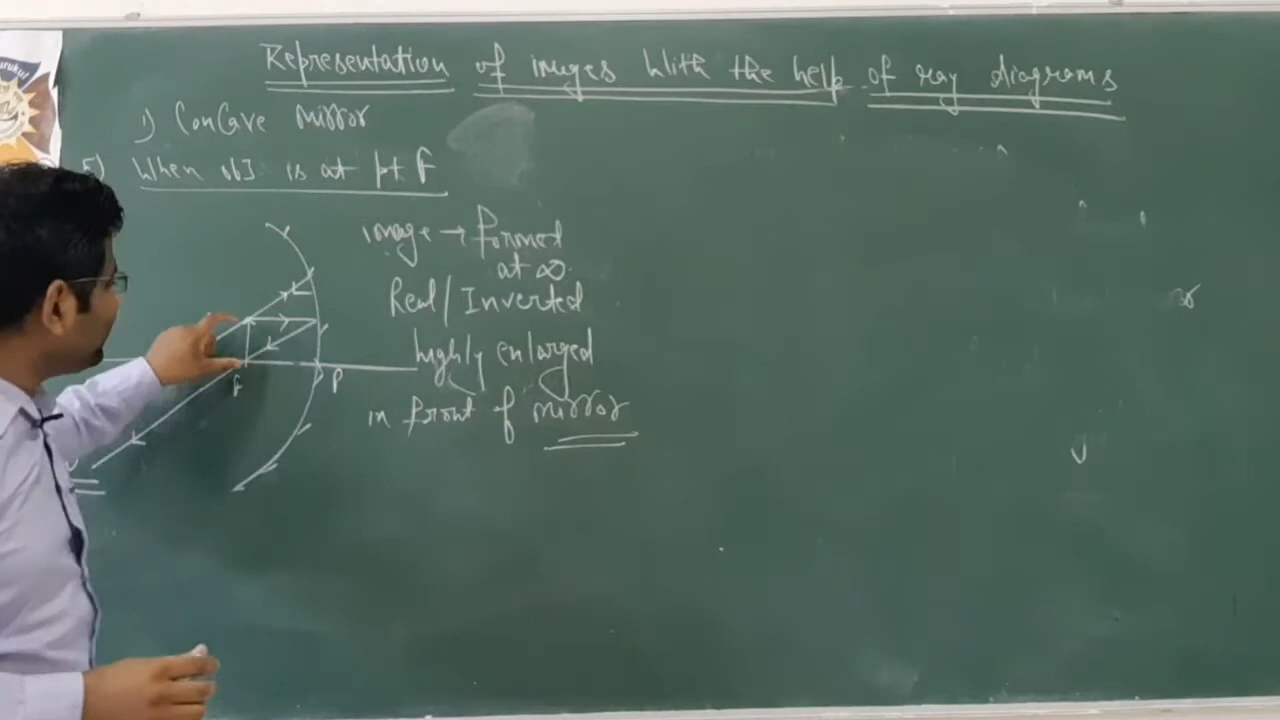 Representation of images With the help of ray diagrams
1) Concave mirror
5) When obj is at pt. F
image → formed
at ∞.
Real/Inverted
highly enlarged
in front of mirror
F P